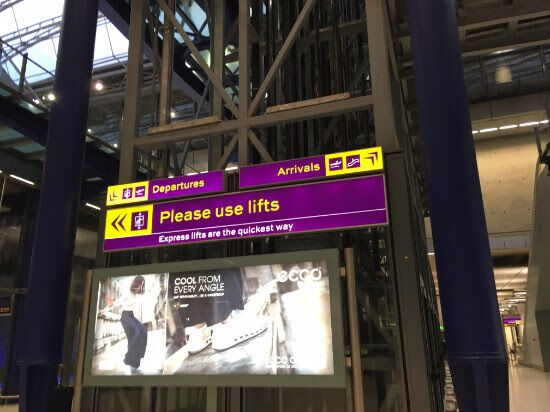 Departures
Arrivals
Please use lifts
Express lifts are the quickest way
COOL FROM
EVERY ANGLE
ecco